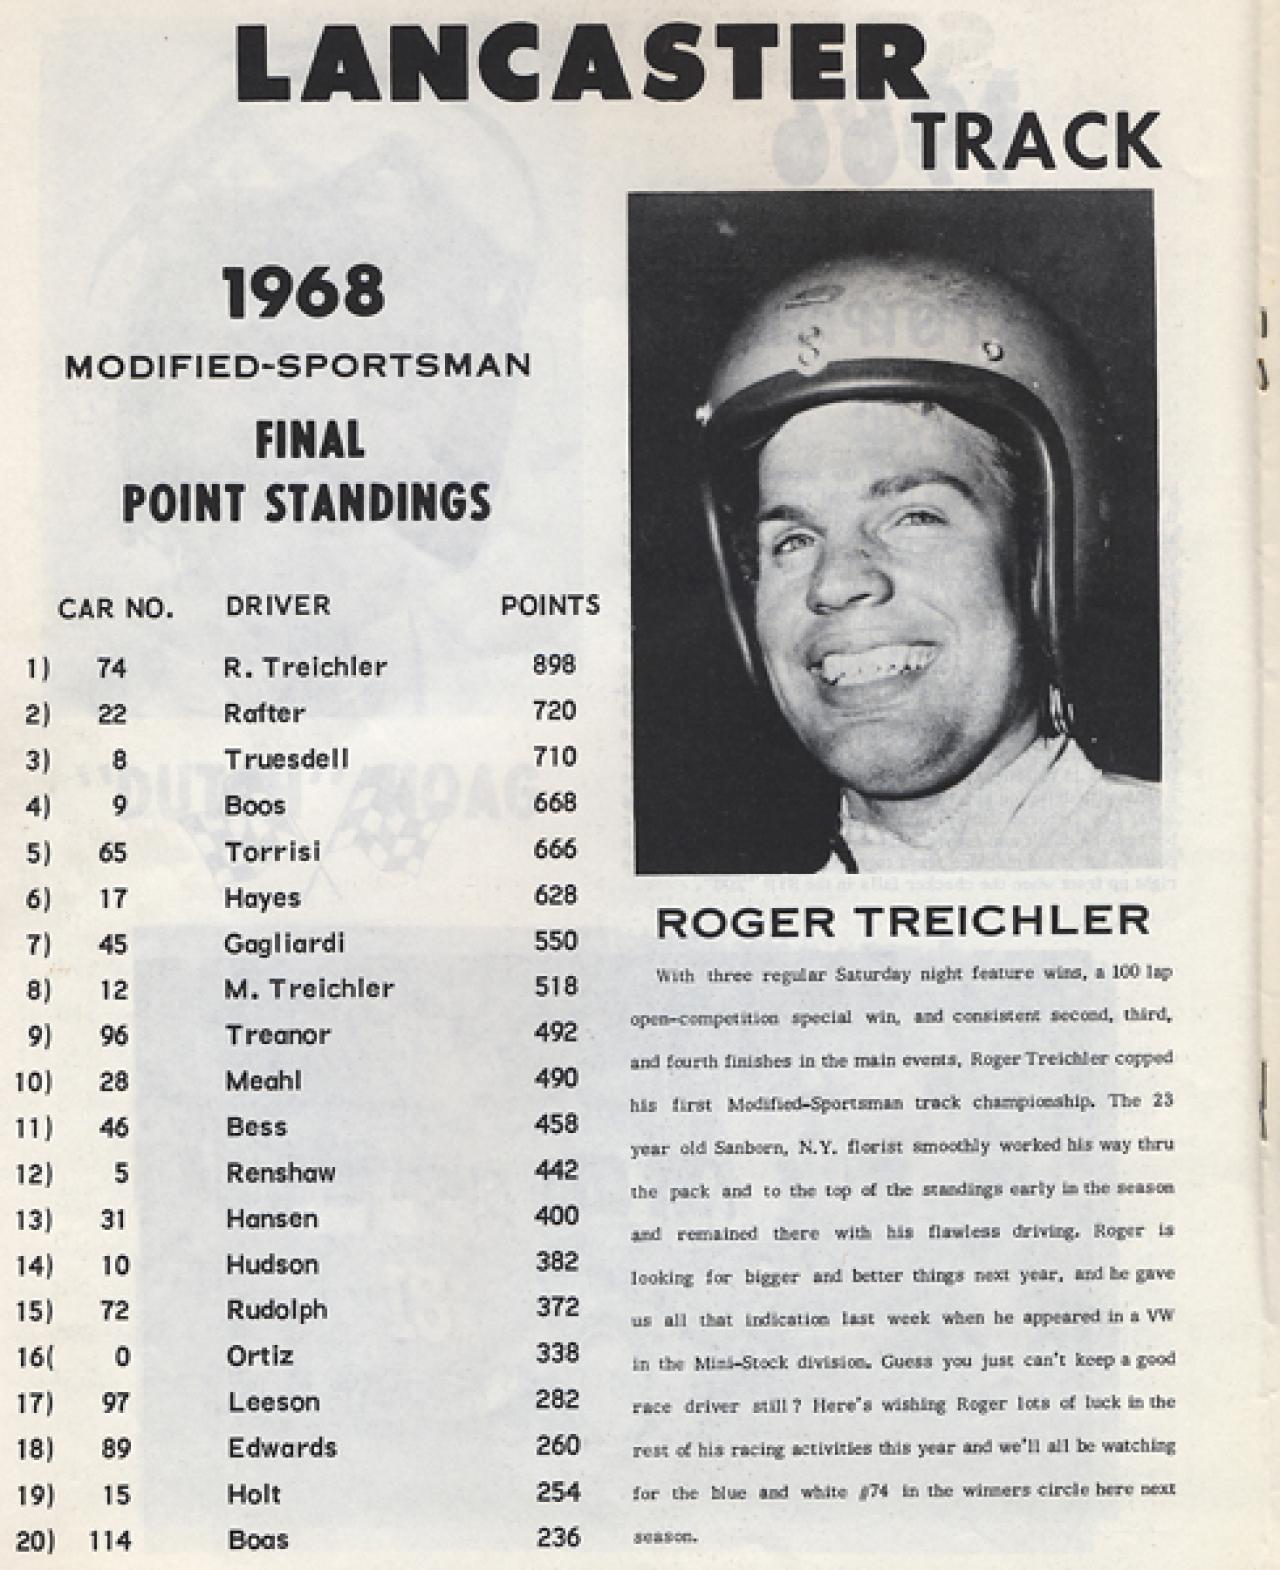 LANCASTER
TRACK
1968
MODIFIED-SPORTSMAN
FINAL
POINT STANDINGS
CAR NO. DRIVER POINTS
1) 74 R. Treichler 898
2) 22 Rafter 720
3) 8 Truesdell 710
4) 9 Boos 668
5) 65 Torrisi 666
6) 17 Hayes 628
7) 45 Gagliardi 550
8) 12 M. Treichler 518
9) 96 Treanor 492
10) 28 Meahl 490
11) 46 Bess 458
12) 5 Renshaw 442
13) 31 Hansen 400
14) 10 Hudson 382
15) 72 Rudolph 372
16( 0 Ortiz 338
17) 97 Leeson 282
18) 89 Edwards 260
19) 15 Holt 254
20) 114 Boas 236
ROGER TREICHLER
With three regular Saturday night feature wins, a 100 lap
open-competition special win, and consistent second, third,
and fourth finishes in the main events, Roger Treichler copped
his first Modified-Sportsman track championship. The 23
year old Sanborn, N.Y. florist smoothly worked his way thru
the pack and to the top of the standings early in the season
and remained there with his flawless driving. Roger is
looking for bigger and better things next year, and he gave
us all that indication last week when he appeared in a VW
in the Mini-Stock division. Guess you just can't keep a good
race driver still? Here's wishing Roger lots of luck in the
rest of his racing activities this year and we'll all be watching
for the blue and white #74 in the winners circle here next
season.